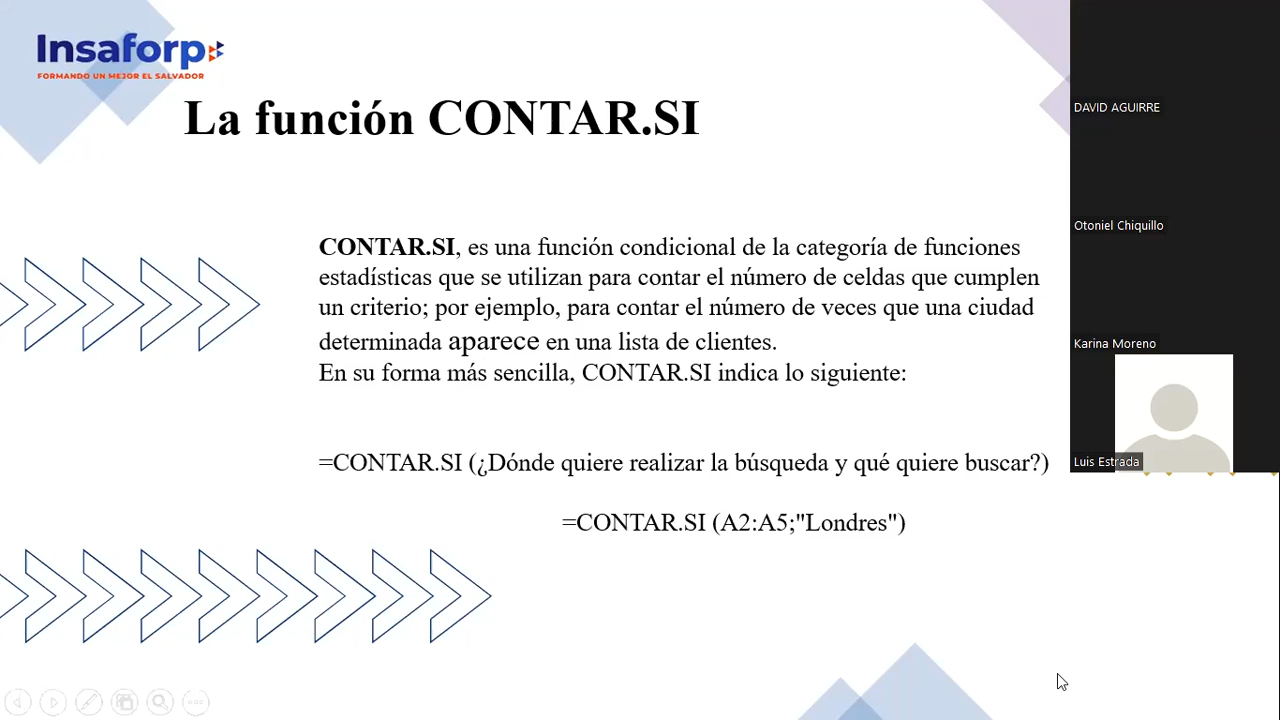 Insaforp
FORMANDO UN MEJOR EL SALVADOR
La función CONTAR.SI
CONTAR.SI, es una función condicional de la categoría de funciones
estadísticas que se utilizan para contar el número de celdas que cumplen
un criterio; por ejemplo, para contar el número de veces que una ciudad
determinada aparece en una lista de clientes.
En su forma más sencilla, CONTAR.SI indica lo siguiente:
=CONTAR.SI (¿Dónde quiere realizar la búsqueda y qué quiere buscar?)
=CONTAR.SI (A2:A5;"Londres")
DAVID AGUIRRE
Otoniel Chiquillo
Karina Moreno
Luis Estrada